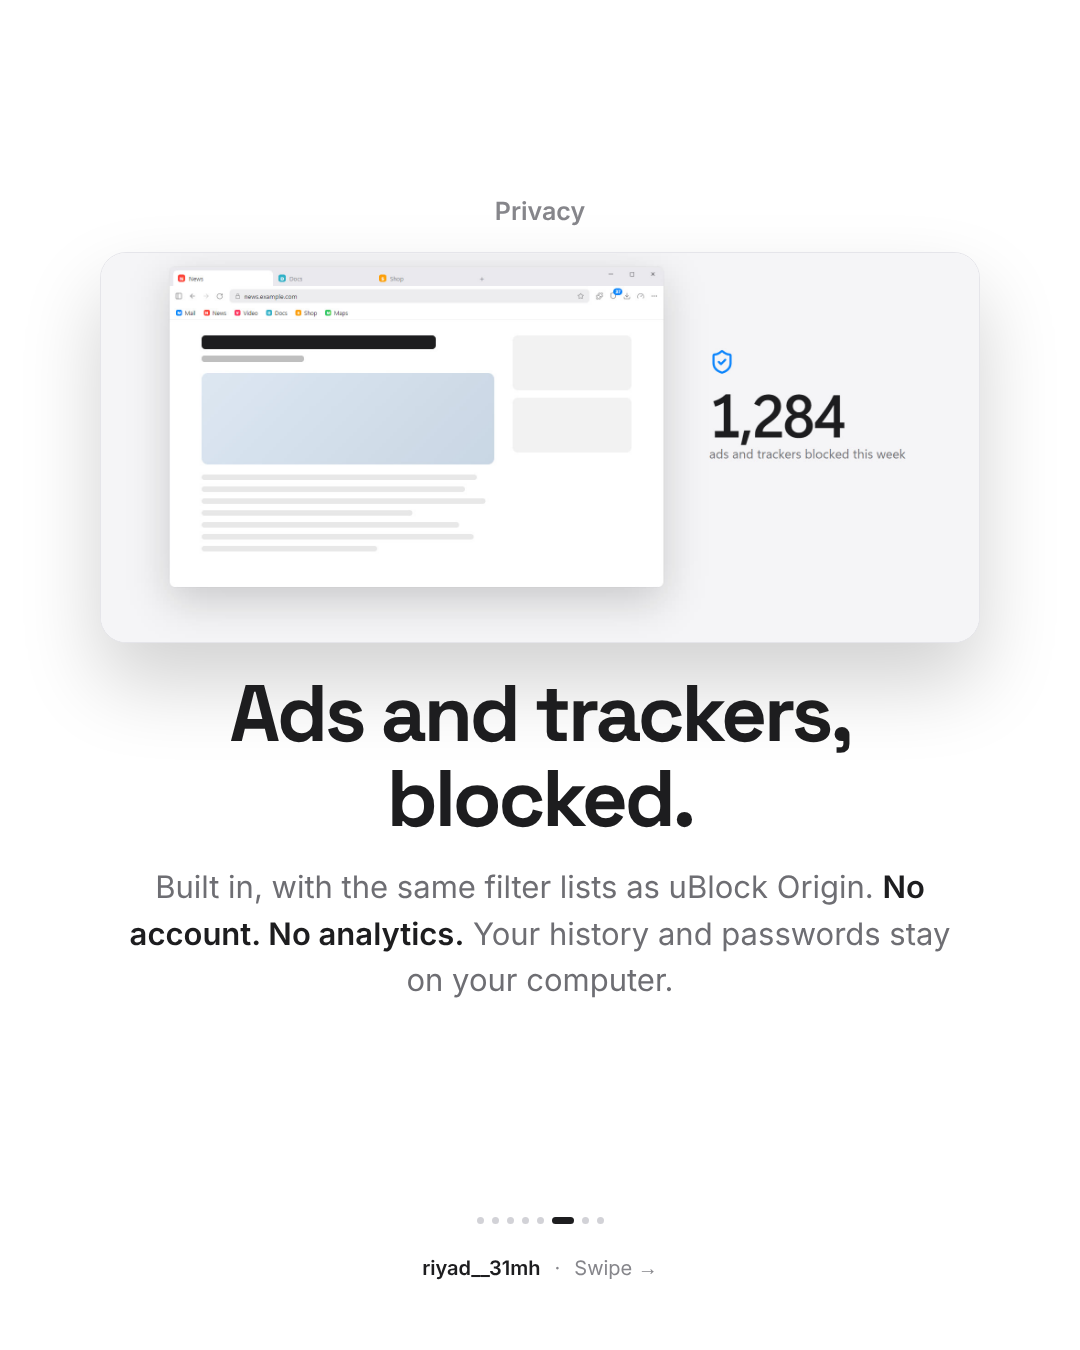 Privacy
News
Docs
Shop
news.example.com
Mail
News
Video
Docs
Shop
Maps
1,284
ads and trackers blocked this week
Ads and trackers,
blocked.
Built in, with the same filter lists as uBlock Origin. No
account. No analytics. Your history and passwords stay
on your computer.
riyad__31mh · Swipe →